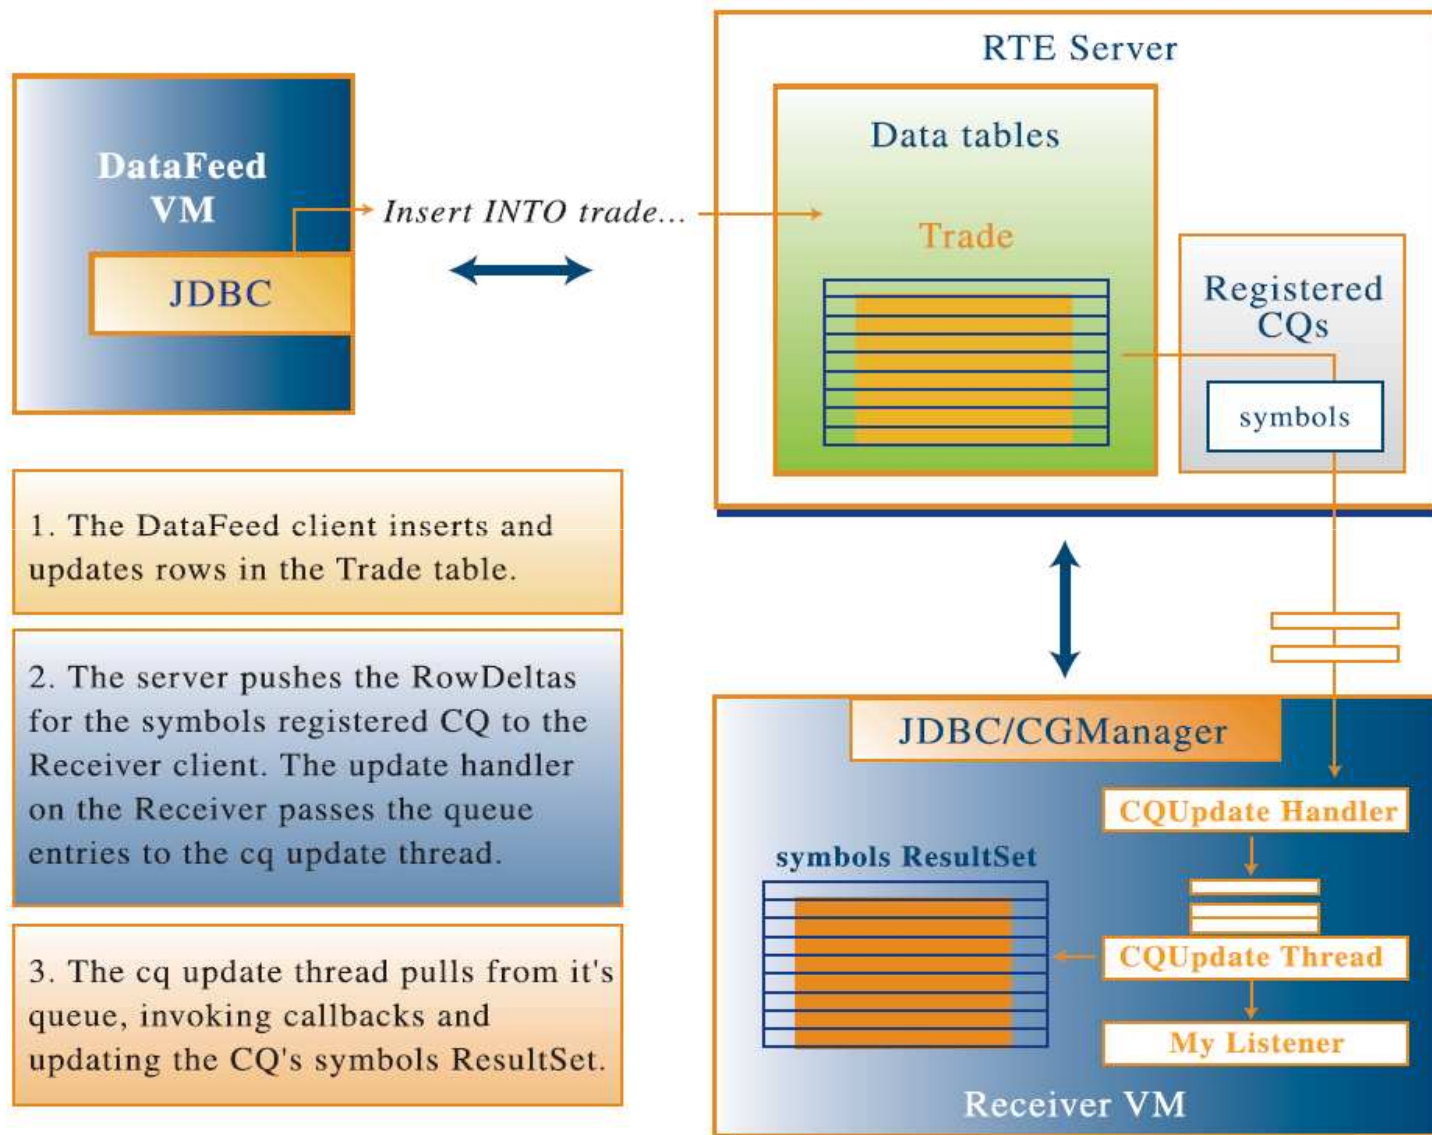 RTE Server
DataFeed
VM
JDBC
Insert INTO trade...
Data tables
Trade
Registered
CQs
symbols
1. The DataFeed client inserts and
updates rows in the Trade table.
2. The server pushes the RowDeltas
for the symbols registered CQ to the
Receiver client. The update handler
on the Receiver passes the queue
entries to the cq update thread.
3. The cq update thread pulls from it's
queue, invoking callbacks and
updating the CQ's symbols ResultSet.
JDBC/CGManager
CQUpdate Handler
symbols ResultSet
CQUpdate Thread
My Listener
Receiver VM